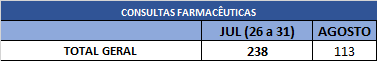 CONSULTAS FARMACÊUTICAS
JUL (26 a 31) AGOSTO
TOTAL GERAL 238 113